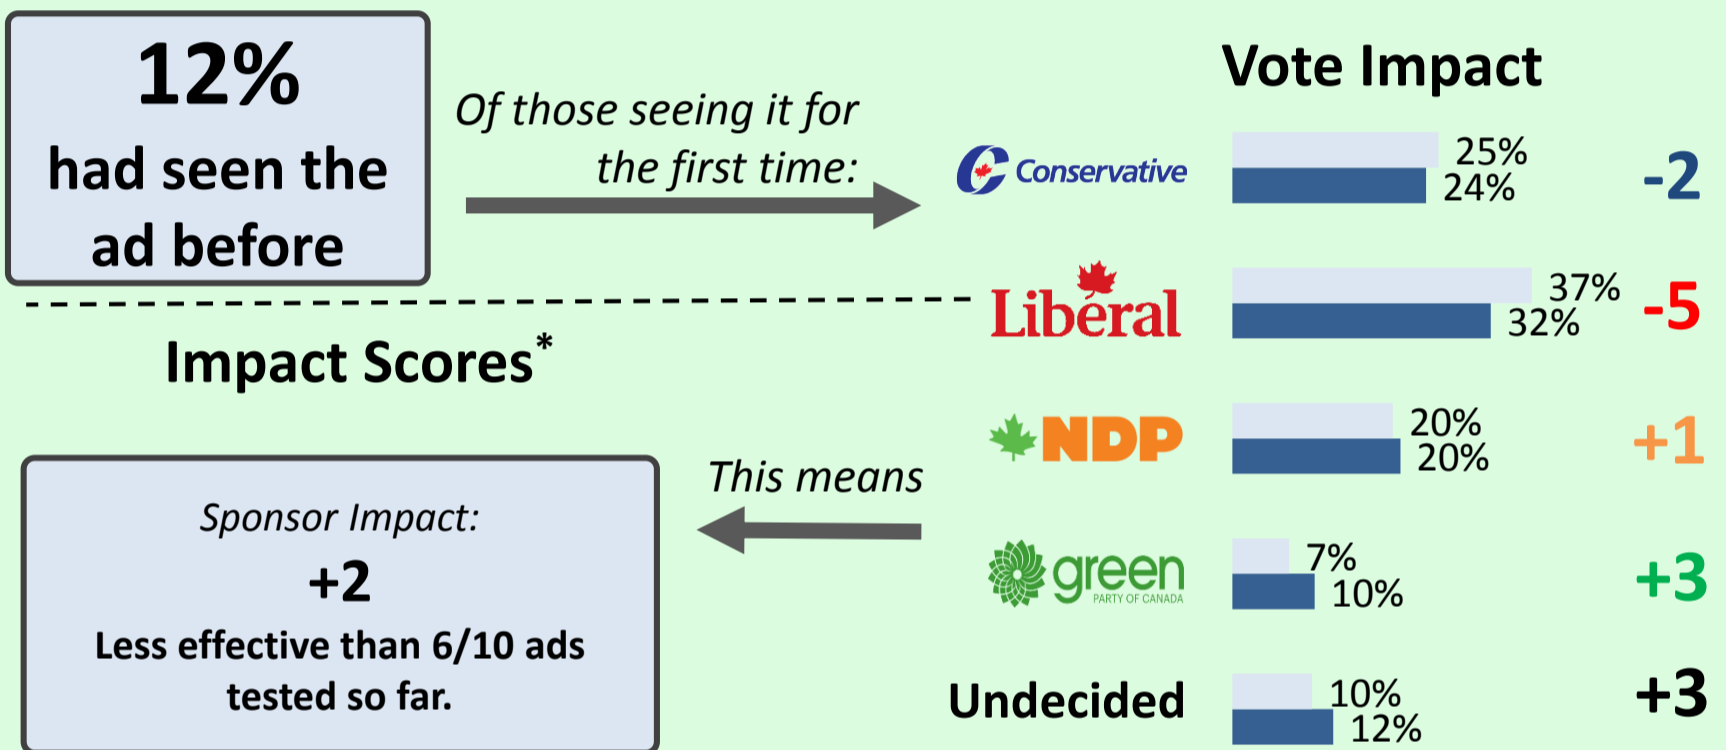 12%
had seen the
ad before
Of those seeing it for
the first time:
Vote Impact
Conservative
25%
24%
-2
Liberal
37%
32%
-5
NDP
20%
20%
+1
green
PARTY OF CANADA
7%
10%
+3
Undecided
10%
12%
+3
Impact Scores*
This means
Sponsor Impact:
+2
Less effective than 6/10 ads
tested so far.